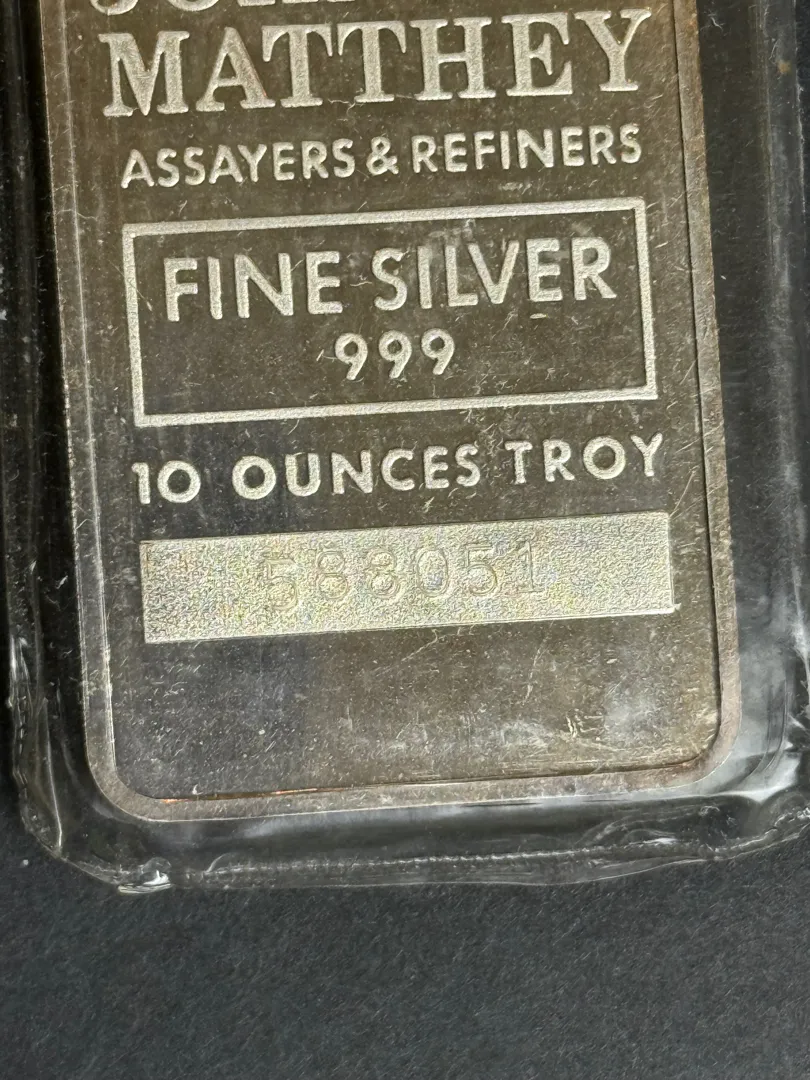 MATTHEY
ASSAYERS & REFINERS
FINE SILVER
999
10 OUNCES TROY
588051